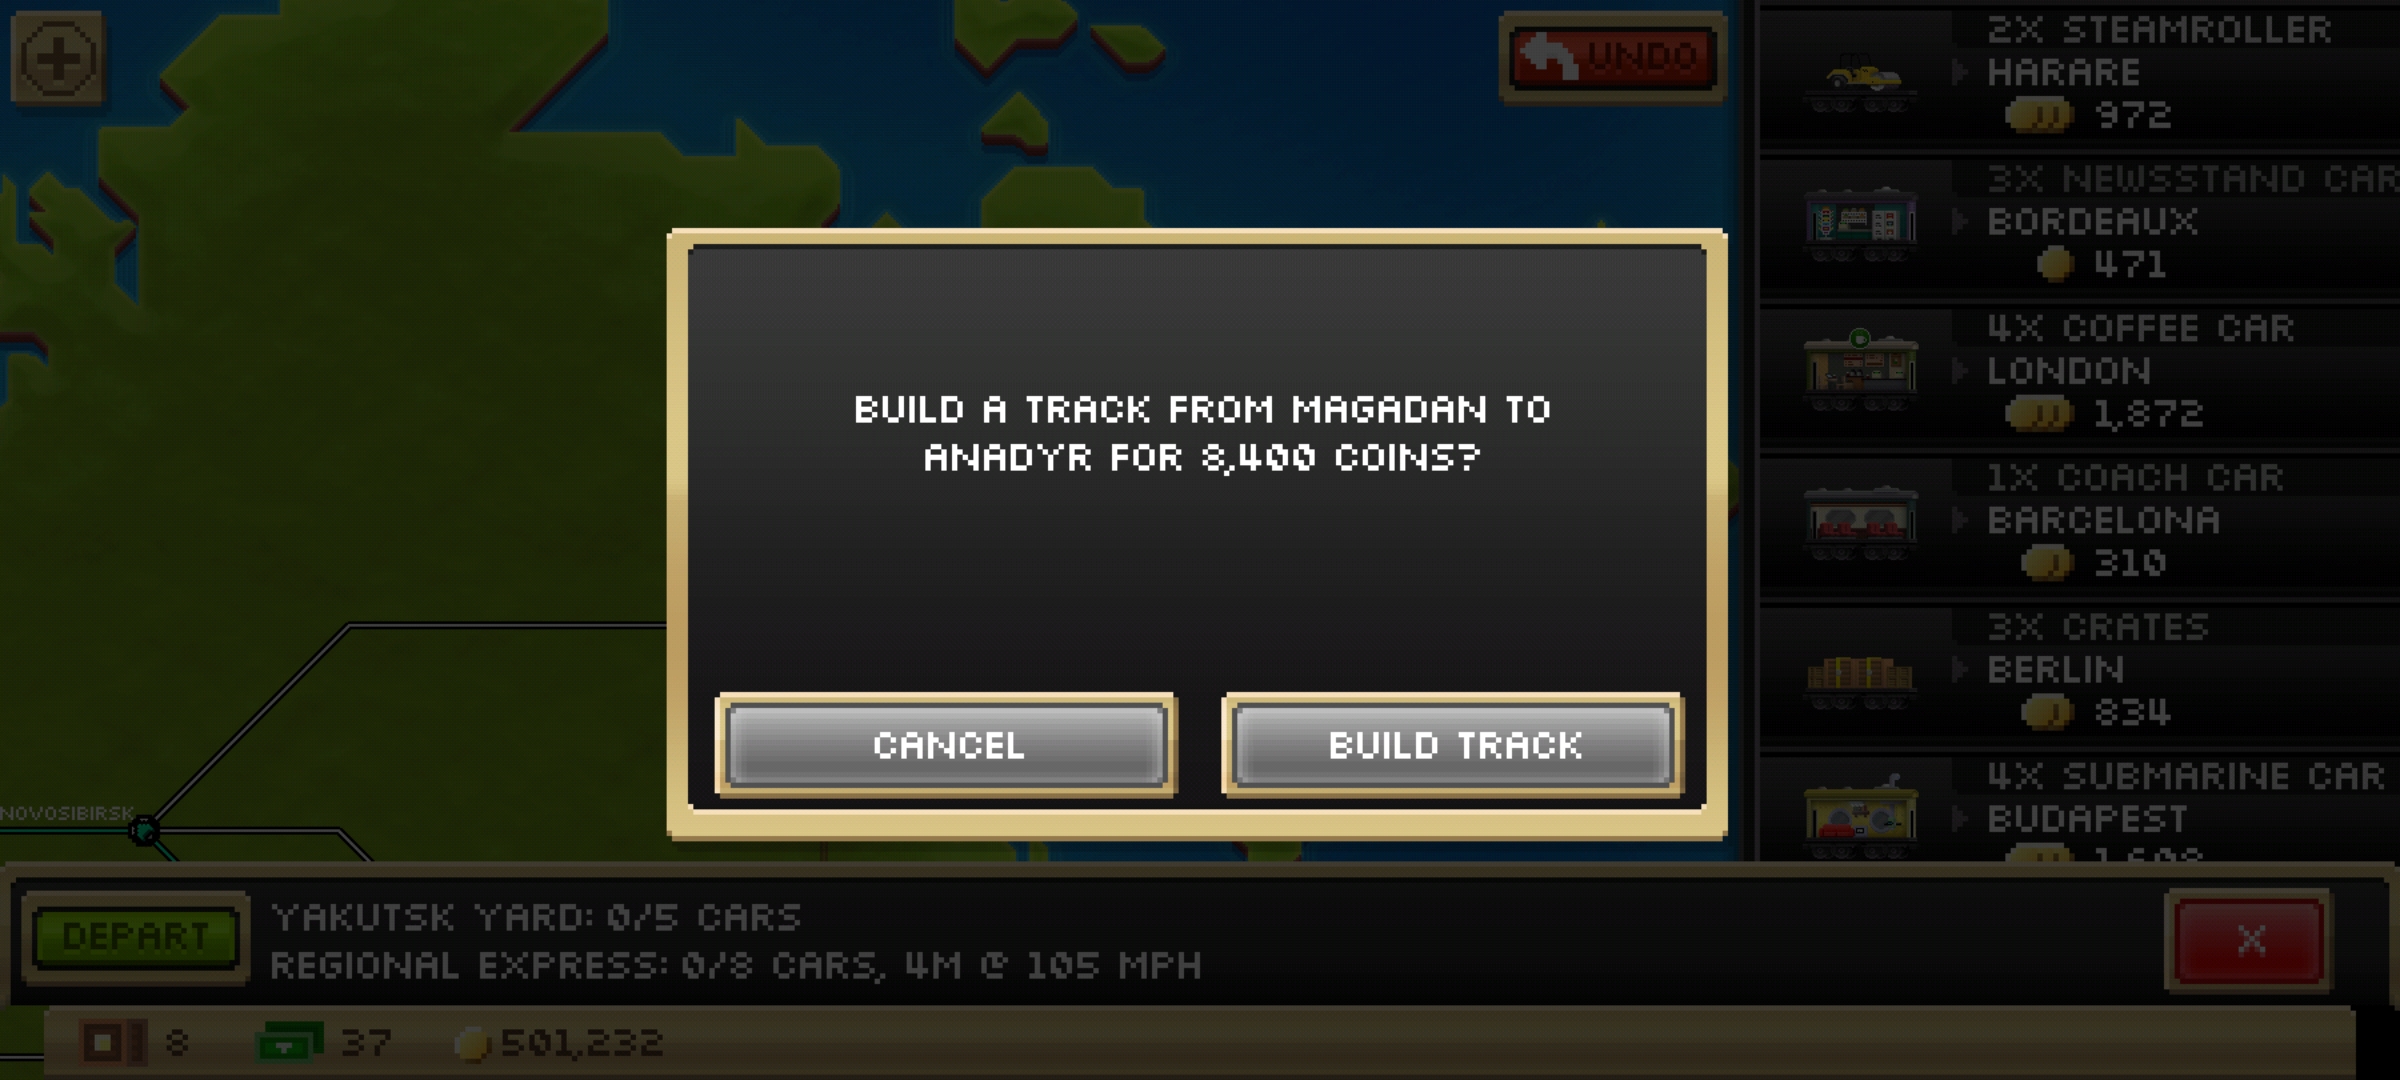 UNDO
2X STEAMROLLER
HARARE
972
3X NEWSSTAND CAR
BORDEAUX
471
4X COFFEE CAR
LONDON
1,872
1X COACH CAR
BARCELONA
310
3X CRATES
BERLIN
834
4X SUBMARINE CAR
BUDAPEST
1,608
BUILD A TRACK FROM MAGADAN TO
ANADYR FOR 8,400 COINS?
CANCEL
BUILD TRACK
NOVOSIBIRSK
DEPART
YAKUTSK YARD: 0/5 CARS
REGIONAL EXPRESS: 0/8 CARS, 4M @ 105 MPH
X
8
37
501,232